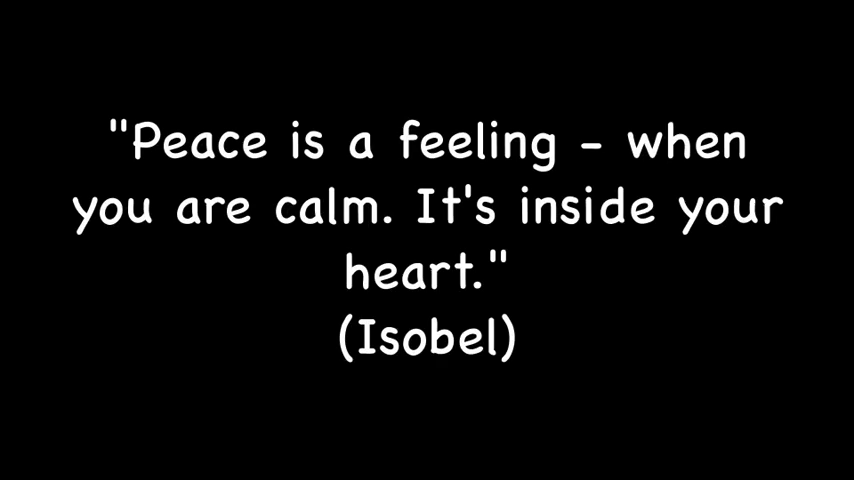 "Peace is a feeling - when
you are calm. It's inside your
heart."
(Isobel)